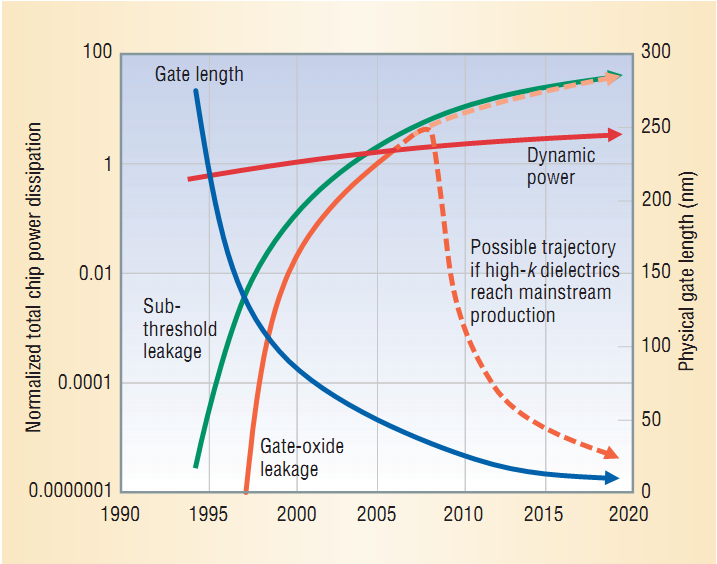 100
300
Gate length
250
1
Dynamic
power
200
Normalized total chip power dissipation
Physical gate length (nm)
Possible trajectory
if high-k dielectrics
reach mainstream
production
0.01
150
Sub-
threshold
leakage
100
0.0001
50
Gate-oxide
leakage
0.0000001
0
1990
1995
2000
2005
2010
2015
2020